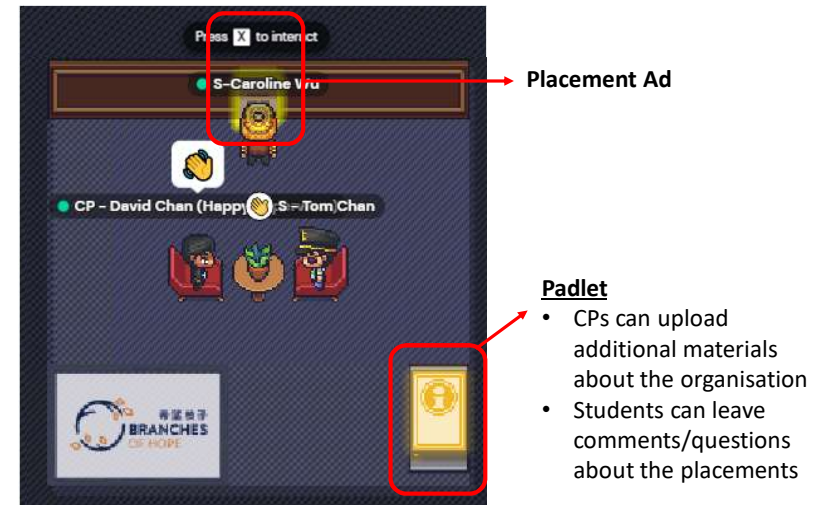 Press X to interact
S-Caroline Wu
Placement Ad
CP - David Chan (Happy
S - Tom Chan
Padlet
• CPs can upload
additional materials
about the organisation
• Students can leave
comments/questions
about the placements
BRANCHES
OF HOPE